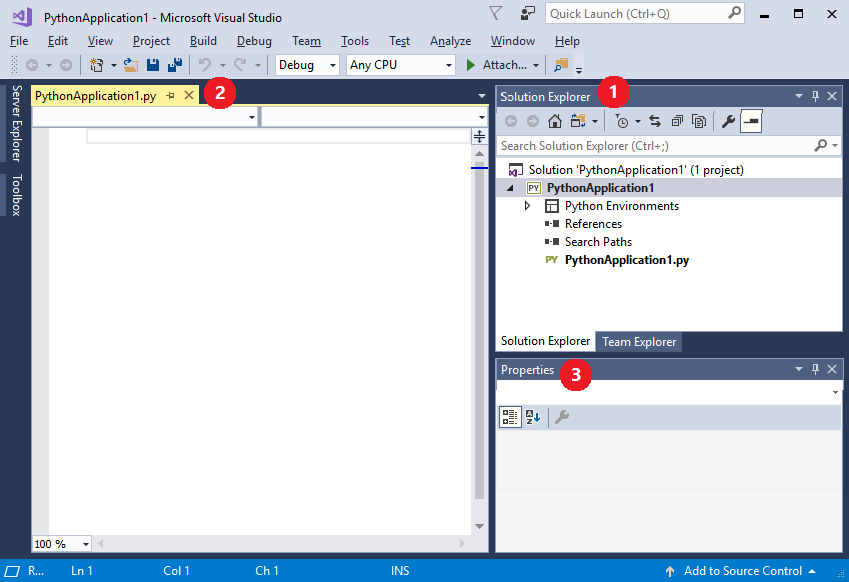 PythonApplication1 - Microsoft Visual Studio
Quick Launch (Ctrl+Q)
File Edit View Project Build Debug Team Tools Test Analyze Window Help
Debug Any CPU Attach...
Server Explorer
Toolbox
PythonApplication1.py
2
100 %
Solution Explorer
1
Search Solution Explorer (Ctrl+;)
Solution 'PythonApplication1' (1 project)
PY PythonApplication1
Python Environments
References
Search Paths
PY PythonApplication1.py
Solution Explorer Team Explorer
Properties
3
A
Z
R... Ln 1 Col 1 Ch 1 INS Add to Source Control